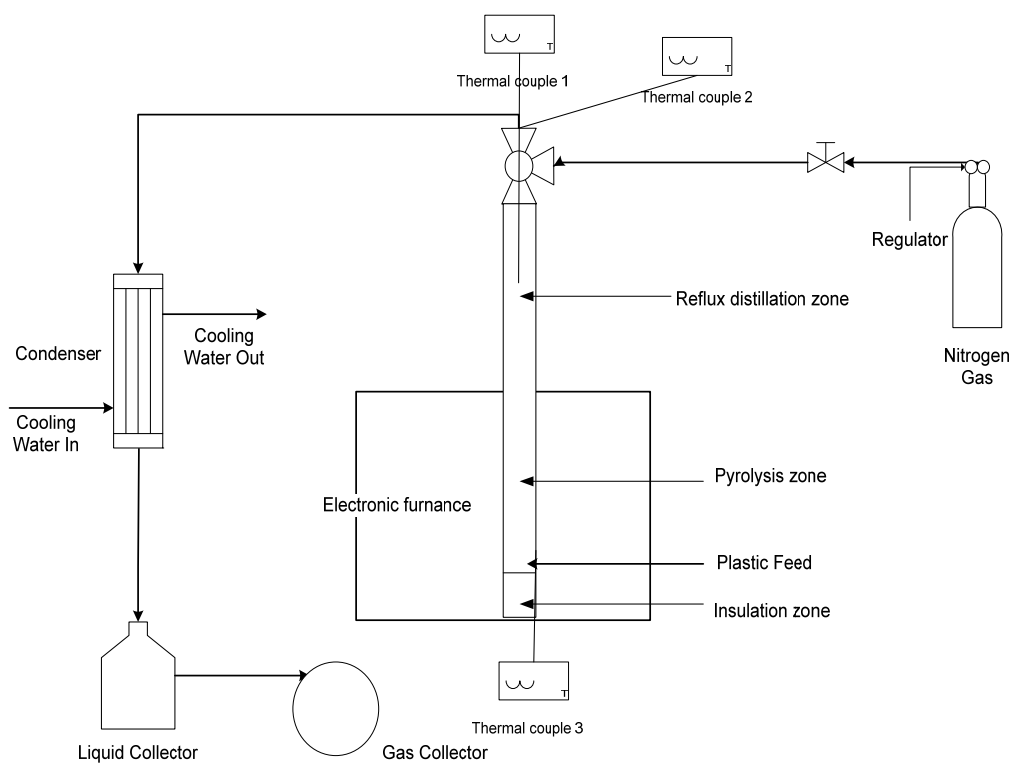 T
Thermal couple 1
T
Thermal couple 2
Regulator
Reflux distillation zone
Nitrogen
Gas
Condenser
Cooling
Water Out
Cooling
Water In
Pyrolysis zone
Electronic furnance
Plastic Feed
Insulation zone
T
Thermal couple 3
Liquid Collector
Gas Collector